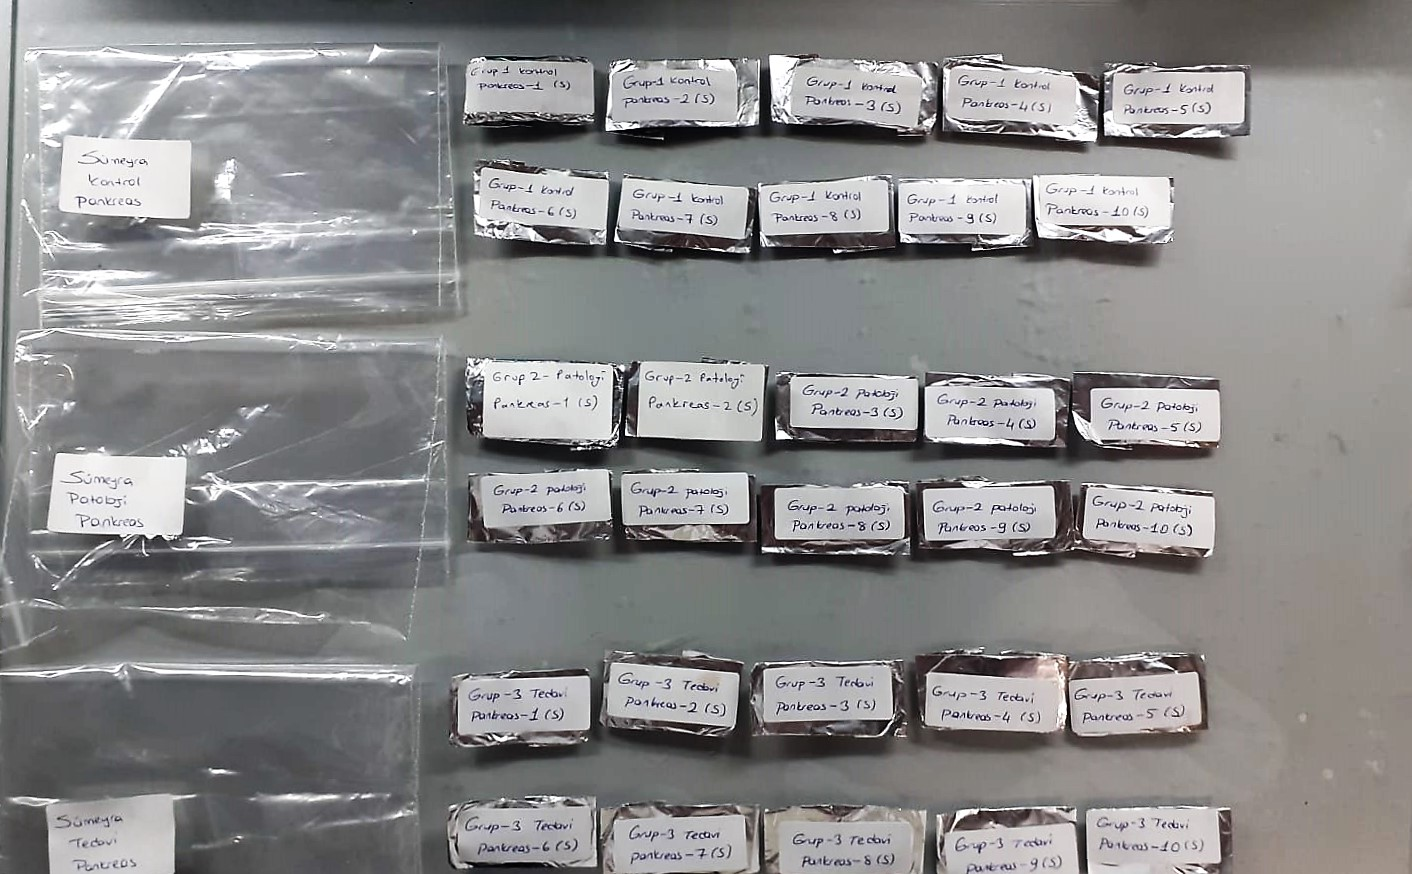 Sümeyra
Kontrol
Pankreas
Grup 1 Kontrol
Pankreas-1 (S)
Grup-1 Kontrol
Pankreas-2 (S)
Grup-1 Kontrol
Pankreas-3 (S)
Grup-1 Kontrol
Pankreas-4 (S)
Grup-1 Kontrol
Pankreas-5 (S)
Grup-1 Kontrol
Pankreas-6 (S)
Grup-1 Kontrol
Pankreas-7 (S)
Grup-1 Kontrol
Pankreas-8 (S)
Grup-1 Kontrol
Pankreas-9 (S)
Grup-1 Kontrol
Pankreas-10 (S)
Sümeyra
Patoloji
Pankreas
Grup 2- Patoloji
Pankreas-1 (S)
Grup-2 Patoloji
Pankreas-2 (S)
Grup-2 Patoloji
Pankreas-3 (S)
Grup-2 Patoloji
Pankreas-4 (S)
Grup-2 Patoloji
Pankreas-5 (S)
Grup-2 Patoloji
Pankreas-6 (S)
Grup-2 Patoloji
Pankreas-7 (S)
Grup-2 Patoloji
Pankreas-8 (S)
Grup-2 Patoloji
Pankreas-9 (S)
Grup-2 Patoloji
Pankreas-10 (S)
Sümeyra
Tedavi
Pankreas
Grup-3 Tedavi
Pankreas-1 (S)
Grup-3 Tedavi
Pankreas-2 (S)
Grup-3 Tedavi
Pankreas-3 (S)
Grup-3 Tedavi
Pankreas-4 (S)
Grup-3 Tedavi
Pankreas-5 (S)
Grup-3 Tedavi
Pankreas-6 (S)
Grup-3 Tedavi
Pankreas-7 (S)
Grup-3 Tedavi
Pankreas-8 (S)
Grup-3 Tedavi
Pankreas-9 (S)
Grup-3 Tedavi
Pankreas-10 (S)